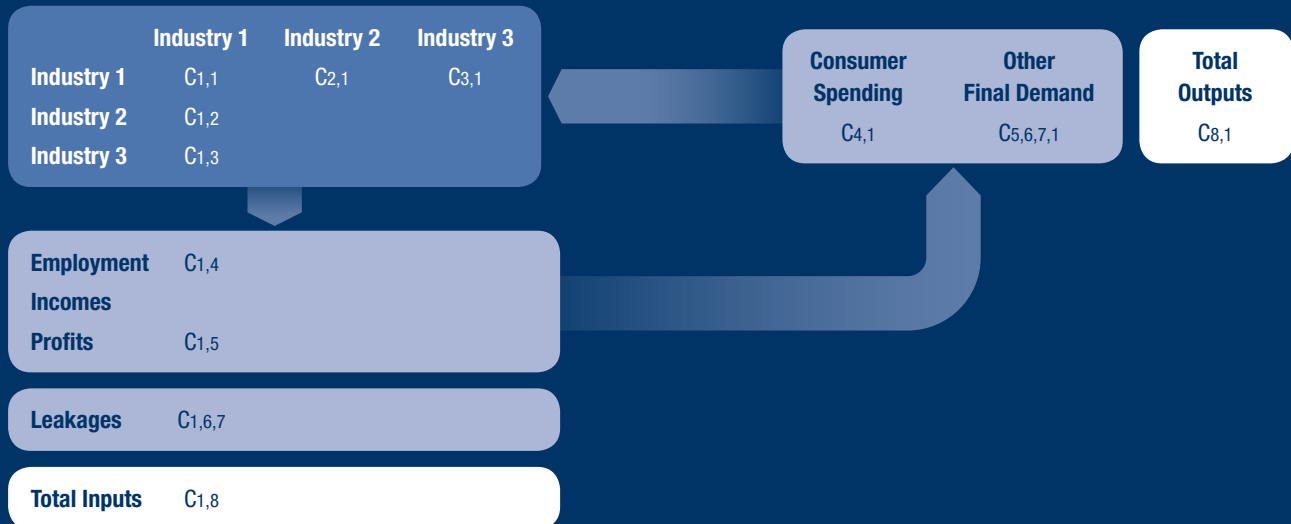 Industry 1 Industry 2 Industry 3
Industry 1 C1,1 C2,1 C3,1
Industry 2 C1,2
Industry 3 C1,3
Consumer Other
Spending Final Demand
C4,1 C5,6,7,1
Total
Outputs
C8,1
Employment C1,4
Incomes
Profits C1,5
Leakages C1,6,7
Total Inputs C1,8